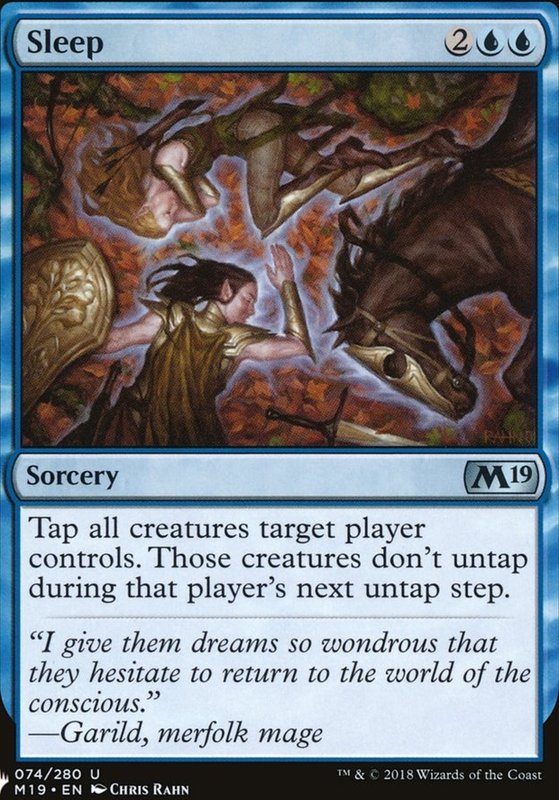 Sleep 2
RAHN
Sorcery M19
Tap all creatures target player
controls. Those creatures don't untap
during that player's next untap step.
"I give them dreams so wondrous that
they hesitate to return to the world of the
conscious."
—Garild, merfolk mage
074/280 U
M19 • EN Chris Rahn
™ & © 2018 Wizards of the Coast